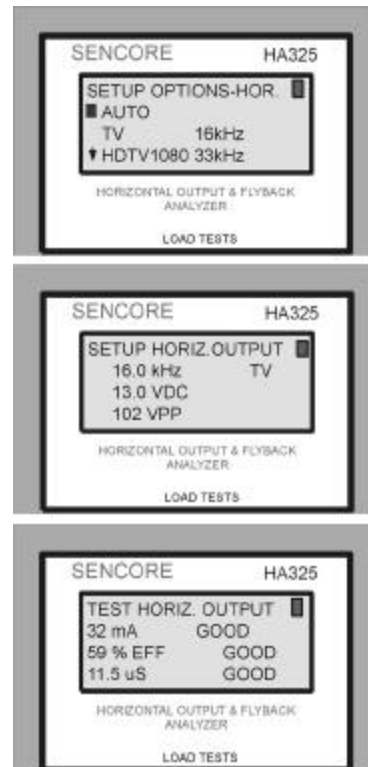 SENCORE HA325
SETUP OPTIONS-HOR.
AUTO
TV 16kHz
HDTV1080 33kHz
HORIZONTAL OUTPUT & FLYBACK
ANALYZER
LOAD TESTS
SENCORE HA325
SETUP HORIZ.OUTPUT
16.0 kHz TV
13.0 VDC
102 VPP
HORIZONTAL OUTPUT & FLYBACK
ANALYZER
LOAD TESTS
SENCORE HA325
TEST HORIZ. OUTPUT
32 mA GOOD
59 % EFF GOOD
11.5 uS GOOD
HORIZONTAL OUTPUT & FLYBACK
ANALYZER
LOAD TESTS